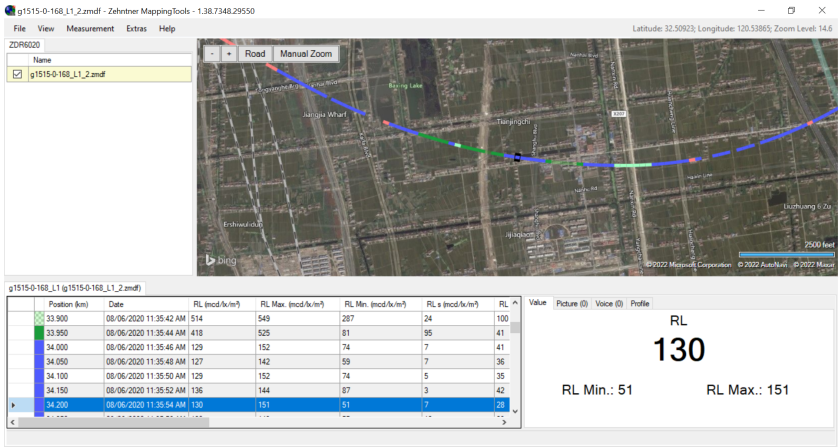 g1515-0-168_L1_2.zmdf - Zehntner MappingTools - 1.38.7348.29550
File View Measurement Extras Help
Latitude: 32.50923; Longitude: 120.53865; Zoom Level: 14.6
ZDR6020
Name
g1515-0-168_L1_2.zmdf
- + Road Manual Zoom
Baxing Lake
Jiangjia Wharf
Tianjingchi
S207
Nanhu Rd
Liuzhuang 6 Zu
Ershiwulidun
Jijiaqiao
2500 feet
bing
© 2022 Microsoft Corporation © 2022 AutoNavi © 2022 Maxar
g1515-0-168_L1 (g1515-0-168_L1_2.zmdf)
Position (km) Date RL (mcd/lx/m²) RL Max. (mcd/lx/m²) RL Min. (mcd/lx/m²) RL s (mcd/lx/m²) RL
33.900 08/06/2020 11:35:42 AM 514 549 287 24 100
33.950 08/06/2020 11:35:44 AM 418 525 81 95 41
34.000 08/06/2020 11:35:46 AM 129 152 74 7 41
34.050 08/06/2020 11:35:48 AM 127 142 59 7 36
34.100 08/06/2020 11:35:50 AM 129 152 74 5 35
34.150 08/06/2020 11:35:52 AM 136 144 87 3 42
34.200 08/06/2020 11:35:54 AM 130 151 51 7 28
Value Picture (0) Voice (0) Profile
RL
130
RL Min.: 51 RL Max.: 151